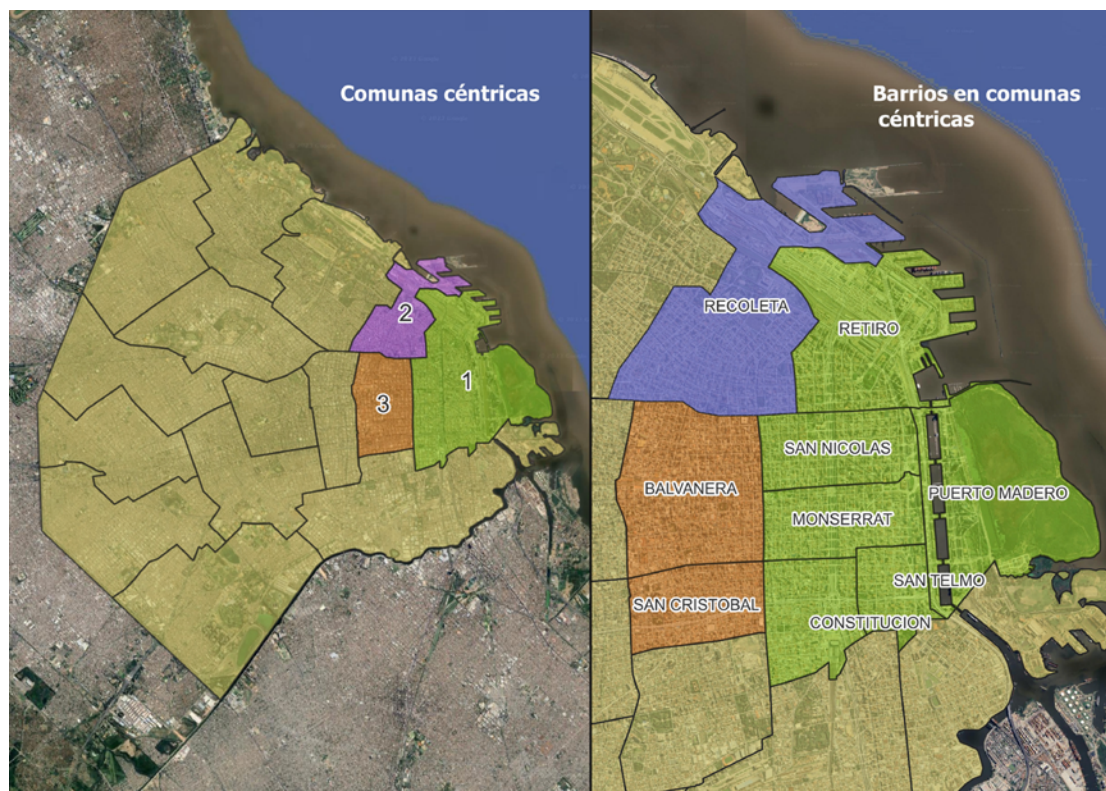 Comunas céntricas
2
1
3
Barrios en comunas
céntricas
RECOLETA
RETIRO
SAN NICOLAS
BALVANERA
PUERTO MADERO
MONSERRAT
SAN TELMO
SAN CRISTOBAL
CONSTITUCION